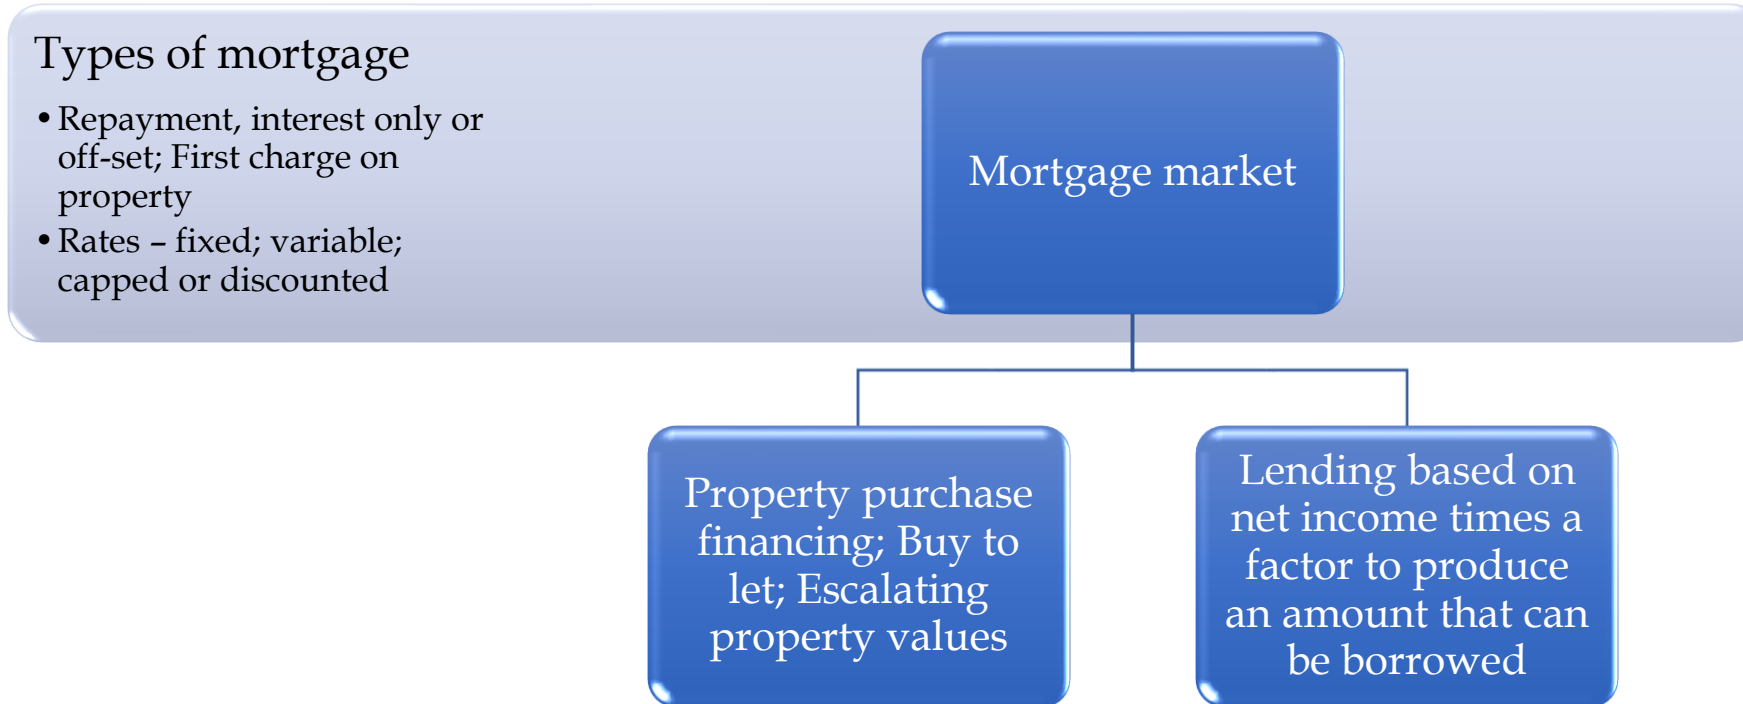 Types of mortgage
• Repayment, interest only or
off-set; First charge on
property
• Rates – fixed; variable;
capped or discounted
Mortgage market
Property purchase
financing; Buy to
let; Escalating
property values
Lending based on
net income times a
factor to produce
an amount that can
be borrowed